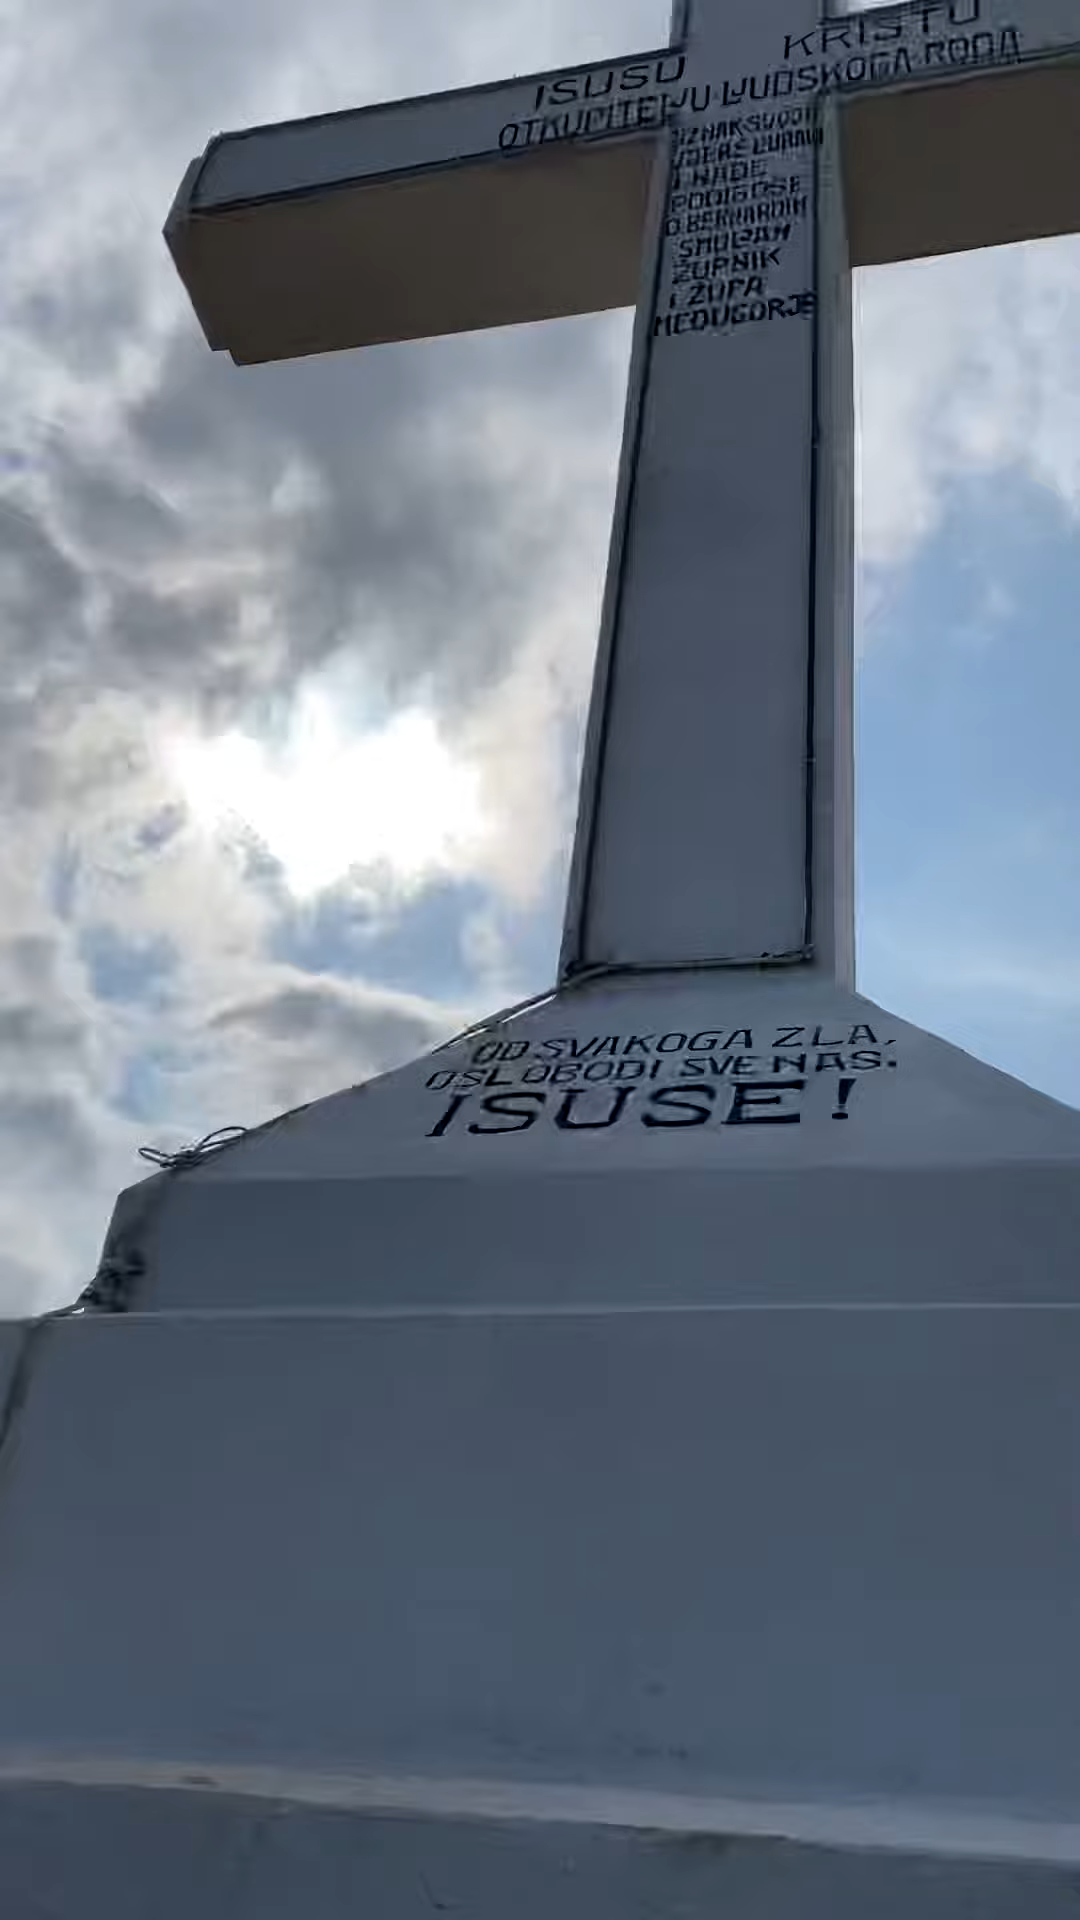 ISUSU KRISTU
OTKUPITELJU LJUDSKOGA RODA
U ZNAK SVOJE
VJERE LJUBAVI
I NADE
PODIGOŠE
O. BERNARDIN
SMOLJAN
ŽUPNIK
I ŽUPA
MEĐUGORJE
OD SVAKOGA ZLA,
OSLOBODI SVE NAS.
ISUSE!